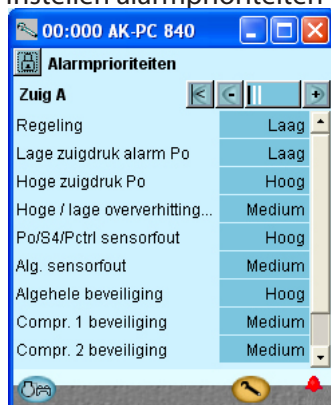 instellen alarmprioriteiten
00:000 AK-PC 840
Alarmprioriteiten
Zuig A
Regeling Laag
Lage zuigdruk alarm Po Laag
Hoge zuigdruk Po Hoog
Hoge / lage oververhitting... Medium
Po/S4/Pctrl sensorfout Hoog
Alg. sensorfout Medium
Algehele beveiliging Hoog
Compr. 1 beveiliging Medium
Compr. 2 beveiliging Medium